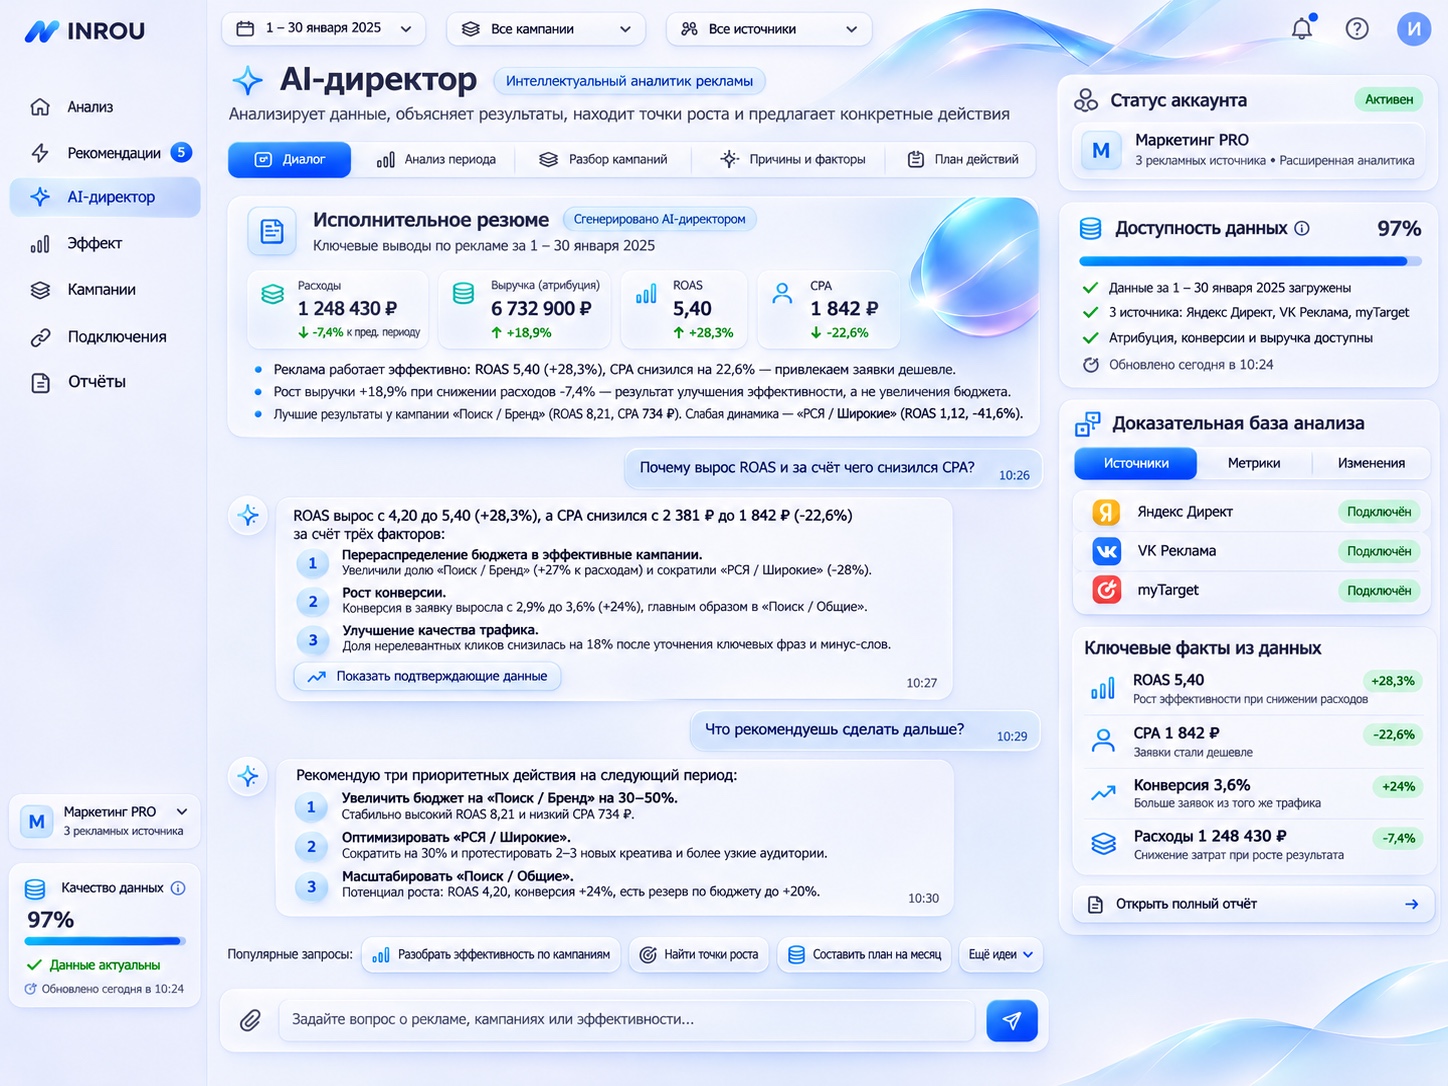 INROU
1 – 30 января 2025
Все кампании
Все источники
И
Анализ
Рекомендации 5
AI-директор
Эффект
Кампании
Подключения
Отчёты
Маркетинг PRO
M
3 рекламных источника
Качество данных
97%
Данные актуальны
Обновлено сегодня в 10:24
AI-директор
Интеллектуальный аналитик рекламы
Анализирует данные, объясняет результаты, находит точки роста и предлагает конкретные действия
Диалог
Анализ периода
Разбор кампаний
Причины и факторы
План действий
Исполнительное резюме
Сгенерировано AI-директором
Ключевые выводы по рекламе за 1 – 30 января 2025
Расходы
1 248 430 ₽
↓ -7,4% к пред. периоду
Выручка (атрибуция)
6 732 900 ₽
↑ +18,9%
ROAS
5,40
↑ +28,3%
CPA
1 842 ₽
↓ -22,6%
• Реклама работает эффективно: ROAS 5,40 (+28,3%), CPA снизился на 22,6% — привлекаем заявки дешевле.
• Рост выручки +18,9% при снижении расходов -7,4% — результат улучшения эффективности, а не увеличения бюджета.
• Лучшие результаты у кампании «Поиск / Бренд» (ROAS 8,21, CPA 734 ₽). Слабая динамика — «РСЯ / Широкие» (ROAS 1,12, -41,6%).
Почему вырос ROAS и за счёт чего снизился CPA?
10:26
ROAS вырос с 4,20 до 5,40 (+28,3%), а CPA снизился с 2 381 ₽ до 1 842 ₽ (-22,6%)
за счёт трёх факторов:
1 Перераспределение бюджета в эффективные кампании.
Увеличили долю «Поиск / Бренд» (+27% к расходам) и сократили «РСЯ / Широкие» (-28%).
2 Рост конверсии.
Конверсия в заявку выросла с 2,9% до 3,6% (+24%), главным образом в «Поиск / Общие».
3 Улучшение качества трафика.
Доля нерелевантных кликов снизилась на 18% после уточнения ключевых фраз и минус-слов.
Показать подтверждающие данные
10:27
Что рекомендуешь сделать дальше?
10:29
Рекомендую три приоритетных действия на следующий период:
1 Увеличить бюджет на «Поиск / Бренд» на 30–50%.
Стабильно высокий ROAS 8,21 и низкий CPA 734 ₽.
2 Оптимизировать «РСЯ / Широкие».
Сократить на 30% и протестировать 2–3 новых креатива и более узкие аудитории.
3 Масштабировать «Поиск / Общие».
Потенциал роста: ROAS 4,20, конверсия +24%, есть резерв по бюджету до +20%.
10:30
Популярные запросы:
Разобрать эффективность по кампаниям
Найти точки роста
Составить план на месяц
Ещё идеи
Задайте вопрос о рекламе, кампаниях или эффективности...
Статус аккаунта
Активен
M
Маркетинг PRO
3 рекламных источника • Расширенная аналитика
Доступность данных
97%
Данные за 1 – 30 января 2025 загружены
3 источника: Яндекс Директ, VK Реклама, myTarget
Атрибуция, конверсии и выручка доступны
Обновлено сегодня в 10:24
Доказательная база анализа
Источники
Метрики
Изменения
Я Яндекс Директ
Подключён
VK VK Реклама
Подключён
myTarget
Подключён
Ключевые факты из данных
ROAS 5,40
+28,3%
Рост эффективности при снижении расходов
CPA 1 842 ₽
-22,6%
Заявки стали дешевле
Конверсия 3,6%
+24%
Больше заявок из того же трафика
Расходы 1 248 430 ₽
-7,4%
Снижение затрат при росте результата
Открыть полный отчёт →